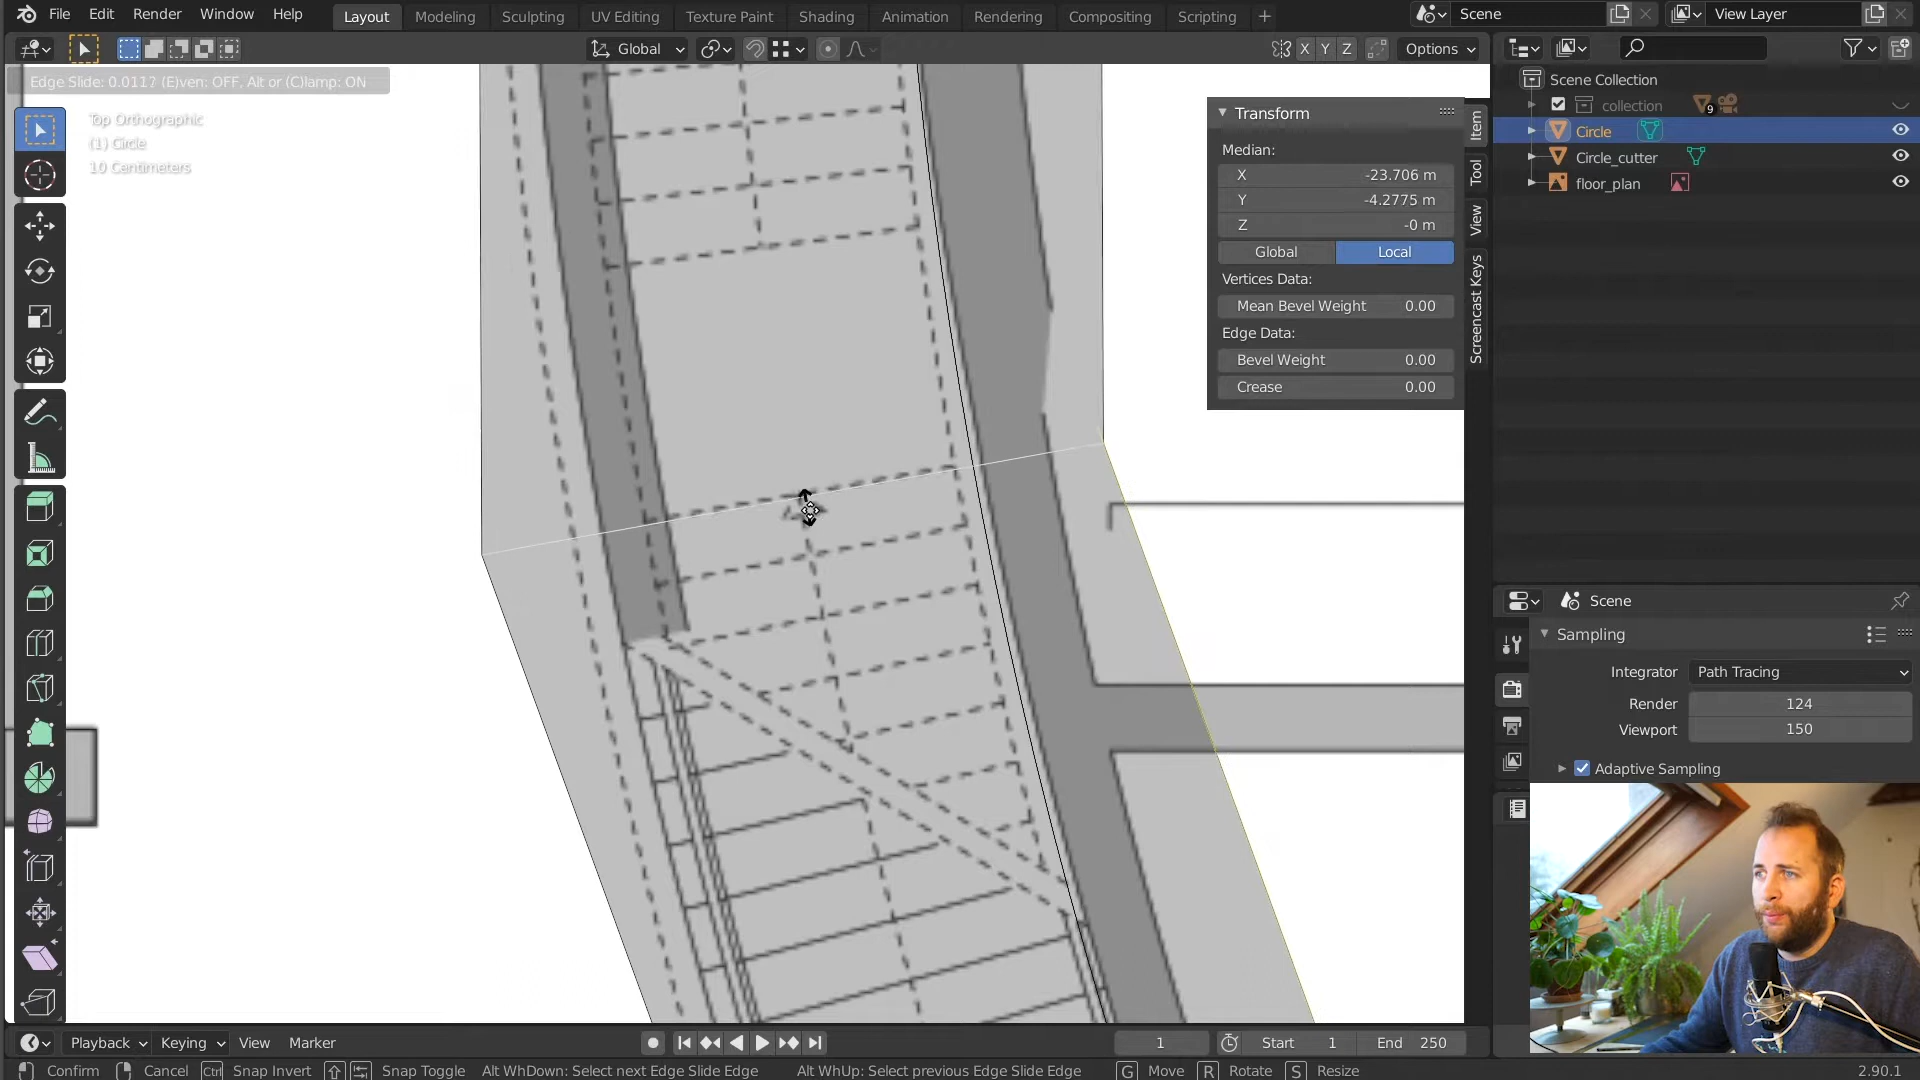 File Edit Render Window Help
Layout Modeling Sculpting UV Editing Texture Paint Shading Animation Rendering Compositing Scripting +
Scene
View Layer
Global
X Y Z
Options
Edge Slide: 0.0117 (E)ven: OFF, Alt or (C)lamp: ON
Top Orthographic
(1) Circle
10 Centimeters
Transform
Median:
X -23.706 m
Y -4.2775 m
Z -0 m
Global Local
Vertices Data:
Mean Bevel Weight 0.00
Edge Data:
Bevel Weight 0.00
Crease 0.00
Item
Tool
View
Screencast Keys
Scene Collection
collection 9
Circle
Circle_cutter
floor_plan
Scene
Sampling
Integrator Path Tracing
Render 124
Viewport 150
Adaptive Sampling
Playback Keying View Marker
1
Start 1
End 250
Confirm Cancel Ctrl Snap Invert Snap Toggle Alt WhDown: Select next Edge Slide Edge Alt WhUp: Select previous Edge Slide Edge G Move R Rotate S Resize
2.90.1